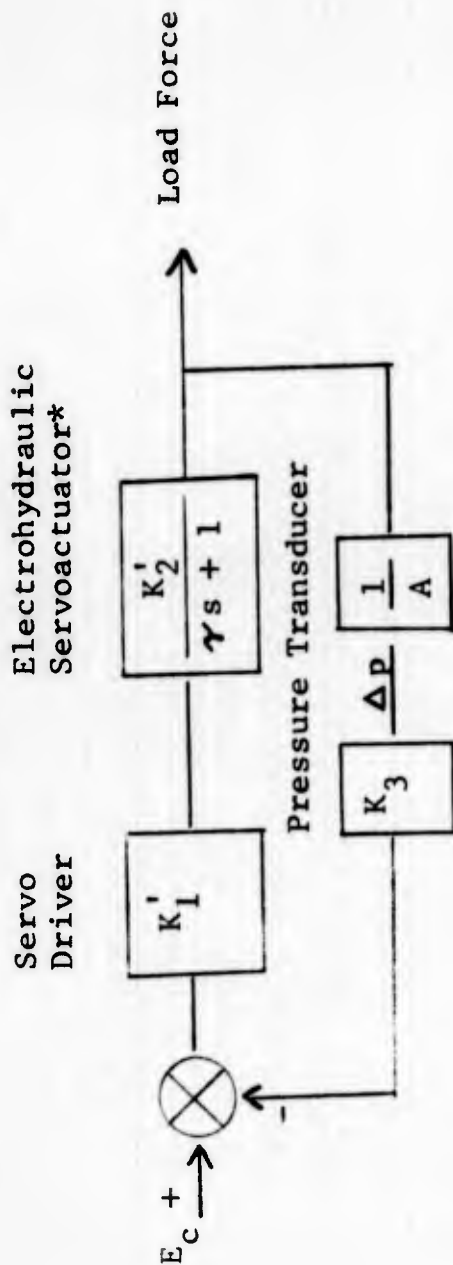 Servo
Driver
Electrohydraulic
Servoactuator*
E_c +
-
K_1'
K_2'
γs + 1
Load Force
Pressure Transducer
K_3
ΔP
1
A